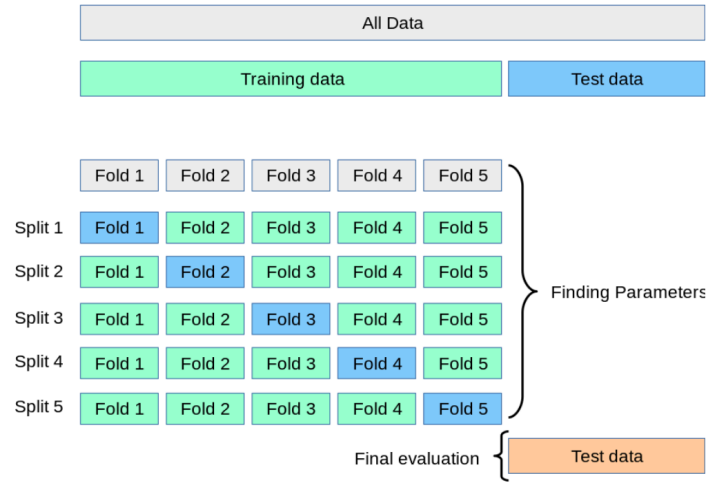 All Data
Training data Test data
Fold 1 Fold 2 Fold 3 Fold 4 Fold 5
Split 1 Fold 1 Fold 2 Fold 3 Fold 4 Fold 5
Split 2 Fold 1 Fold 2 Fold 3 Fold 4 Fold 5
Finding Parameters
Split 3 Fold 1 Fold 2 Fold 3 Fold 4 Fold 5
Split 4 Fold 1 Fold 2 Fold 3 Fold 4 Fold 5
Split 5 Fold 1 Fold 2 Fold 3 Fold 4 Fold 5
Final evaluation Test data